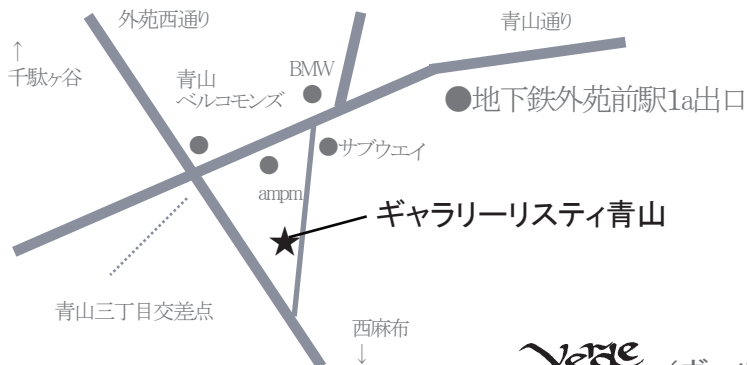 外苑西通り
青山通り
↑
千駄ヶ谷
青山
ベルコモンズ
BMW
●地下鉄外苑前駅1a出口
サブウエイ
ampm
ギャラリーリスティ青山
青山三丁目交差点
西麻布
↓
Verde